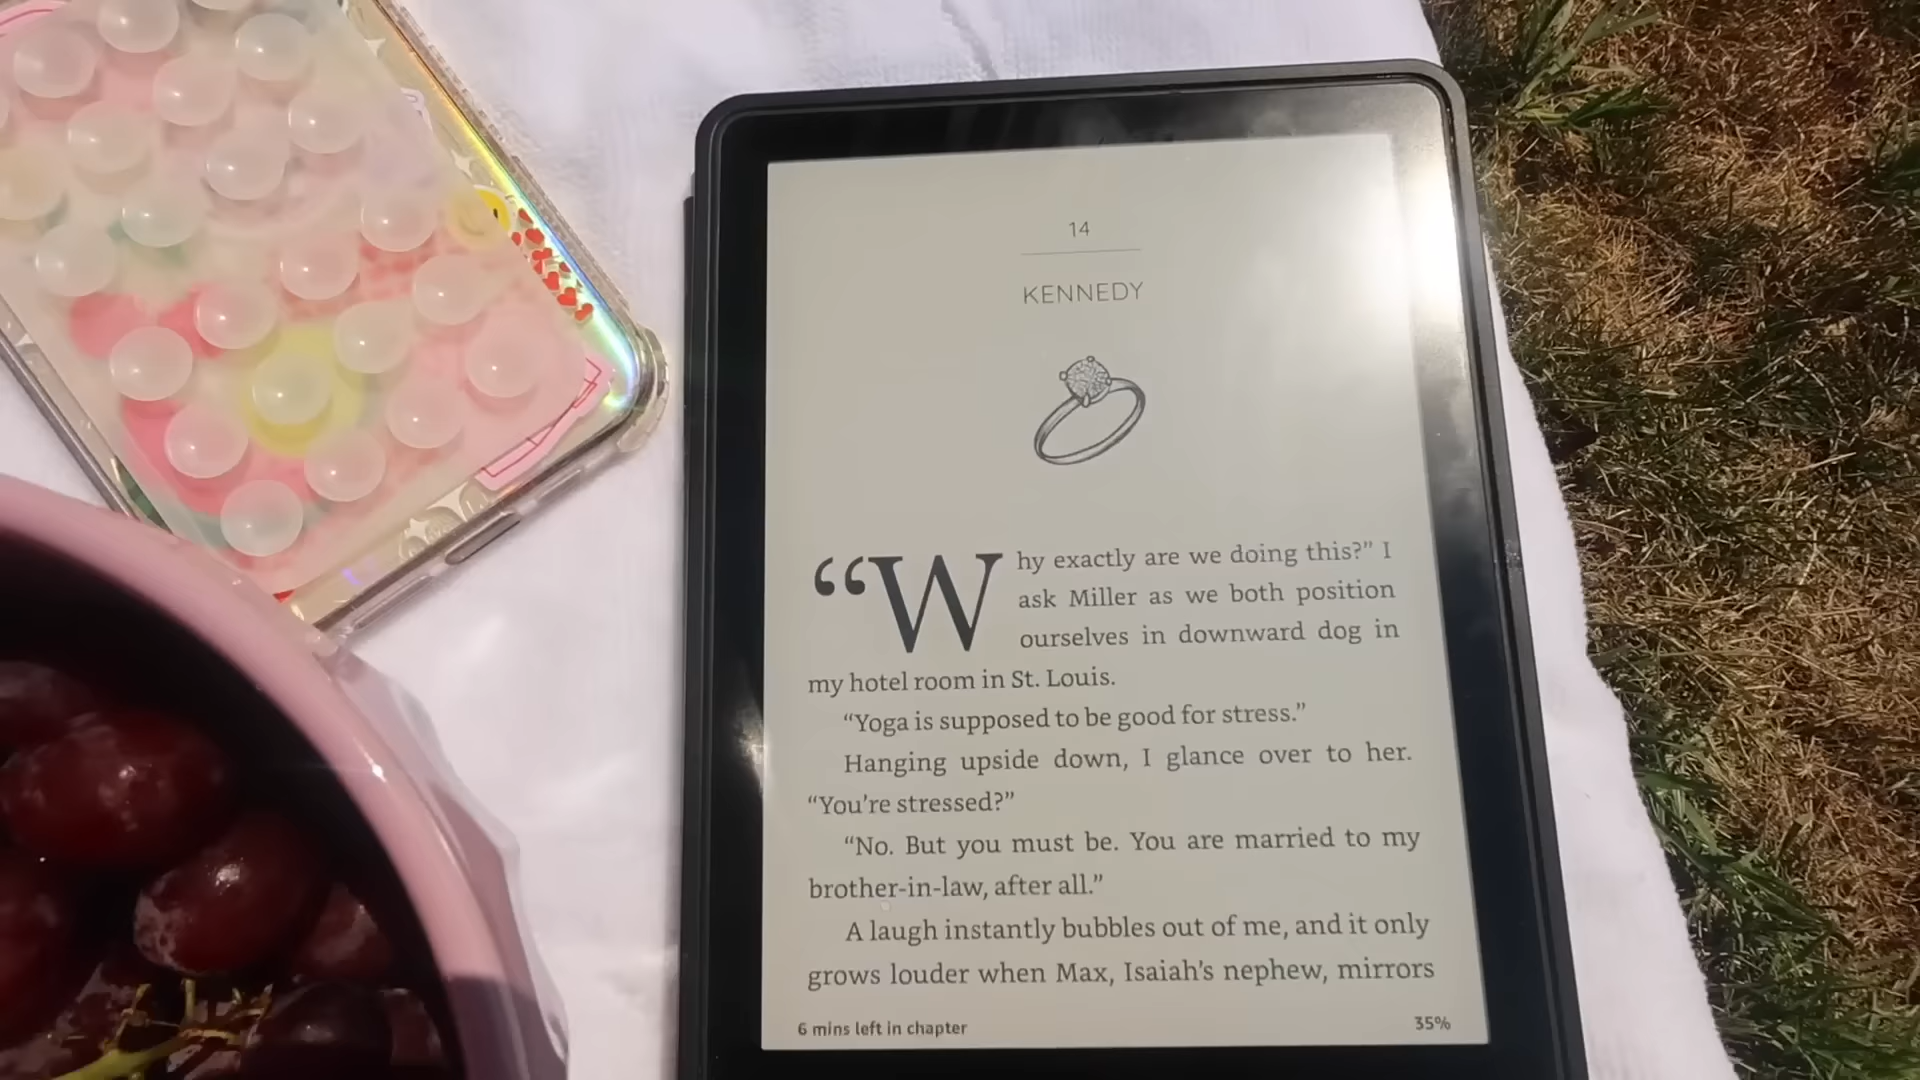 14
KENNEDY
“Why exactly are we doing this?” I
ask Miller as we both position
ourselves in downward dog in
my hotel room in St. Louis.
“Yoga is supposed to be good for stress.”
Hanging upside down, I glance over to her.
“You’re stressed?”
“No. But you must be. You are married to my
brother-in-law, after all.”
A laugh instantly bubbles out of me, and it only
grows louder when Max, Isaiah’s nephew, mirrors
6 mins left in chapter
35%